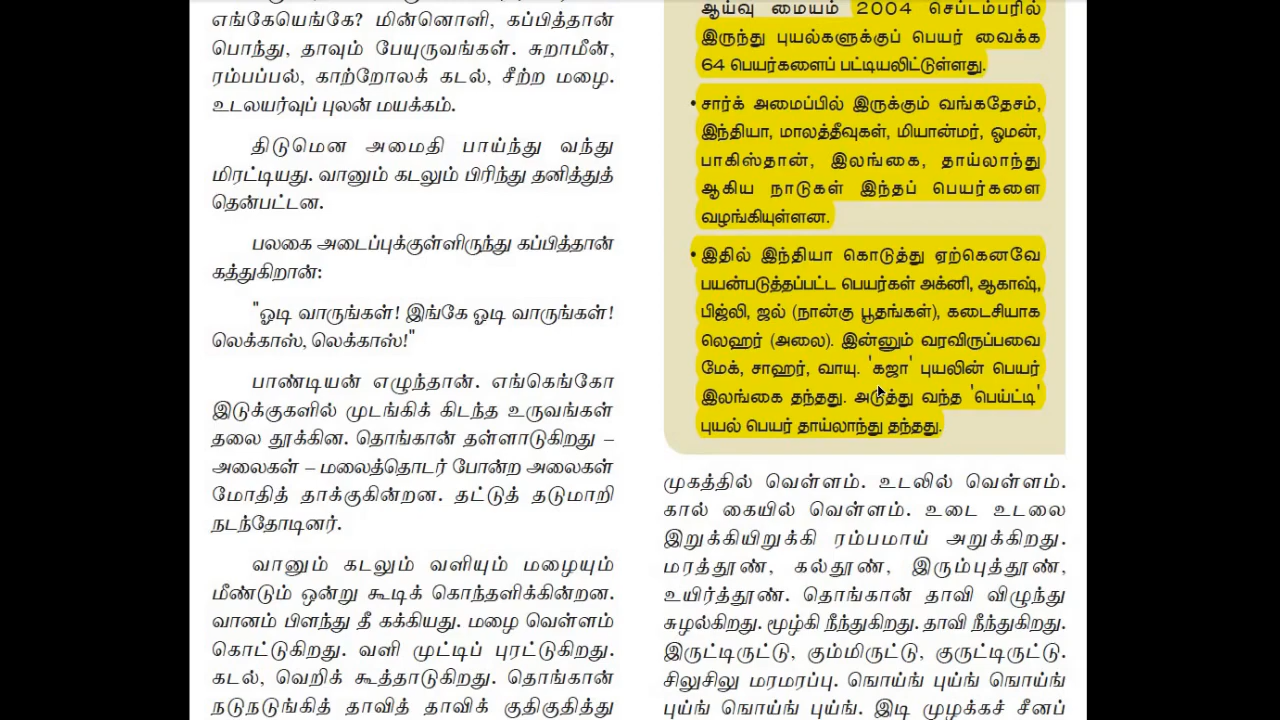 எங்கேயெங்கே? மின்னொளி, கப்பித்தான்
பொந்து, தாவும் பேயுருவங்கள். சுறாமீன்,
ரம்பப்பல், காற்றோலக் கடல், சீற்ற மழை.
உடலயர்வுப் புலன் மயக்கம்.
திடுமென அமைதி பாய்ந்து வந்து
மிரட்டியது. வானும் கடலும் பிரிந்து தனித்துத்
தென்பட்டன.
பலகை அடைப்புக்குள்ளிருந்து கப்பித்தான்
கத்துகிறான்:
"ஓடி வாருங்கள்! இங்கே ஓடி வாருங்கள்!
லெக்காஸ், லெக்காஸ்!"
பாண்டியன் எழுந்தான். எங்கெங்கோ
இடுக்குகளில் முடங்கிக் கிடந்த உருவங்கள்
தலை தூக்கின. தொங்கான் தள்ளாடுகிறது –
அலைகள் – மலைத்தொடர் போன்ற அலைகள்
மோதித் தாக்குகின்றன. தட்டுத் தடுமாறி
நடந்தோடினர்.
வானும் கடலும் வளியும் மழையும்
மீண்டும் ஒன்று கூடிக் கொந்தளிக்கின்றன.
வானம் பிளந்து தீ கக்கியது. மழை வெள்ளம்
கொட்டுகிறது. வளி முட்டிப் புரட்டுகிறது.
கடல், வெறிக் கூத்தாடுகிறது. தொங்கான்
நடுநடுங்கித் தாவித் தாவிக் குதிகுதித்து
ஆய்வு மையம் 2004 செப்டம்பரில்
இருந்து புயல்களுக்குப் பெயர் வைக்க
64 பெயர்களைப் பட்டியலிட்டுள்ளது.
• சார்க் அமைப்பில் இருக்கும் வங்கதேசம்,
இந்தியா, மாலத்தீவுகள், மியான்மர், ஓமன்,
பாகிஸ்தான், இலங்கை, தாய்லாந்து
ஆகிய நாடுகள் இந்தப் பெயர்களை
வழங்கியுள்ளன.
• இதில் இந்தியா கொடுத்து ஏற்கெனவே
பயன்படுத்தப்பட்ட பெயர்கள் அக்னி, ஆகாஷ்,
பிஜ்லி, ஜல் (நான்கு பூதங்கள்), கடைசியாக
லெஹர் (அலை). இன்னும் வரவிருப்பவை
மேக், சாஹர், வாயு. 'கஜா' புயலின் பெயர்
இலங்கை தந்தது. அடுத்து வந்த 'பெய்ட்டி'
புயல் பெயர் தாய்லாந்து தந்தது.
முகத்தில் வெள்ளம். உடலில் வெள்ளம்.
கால் கையில் வெள்ளம். உடை உடலை
இறுக்கியிறுக்கி ரம்பமாய் அறுக்கிறது.
மரத்தூண், கல்தூண், இரும்புத்தூண்,
உயிர்த்தூண். தொங்கான் தாவி விழுந்து
சுழல்கிறது. மூழ்கி நீந்துகிறது. தாவி நீந்துகிறது.
இருட்டிருட்டு, கும்மிருட்டு, குருட்டிருட்டு.
சிலுசிலு மரமரப்பு. ஙொய்ங் புய்ங் ஙொய்ங்
புய்ங் ஙொய்ங் புய்ங். இடி முழக்கச் சீனப்